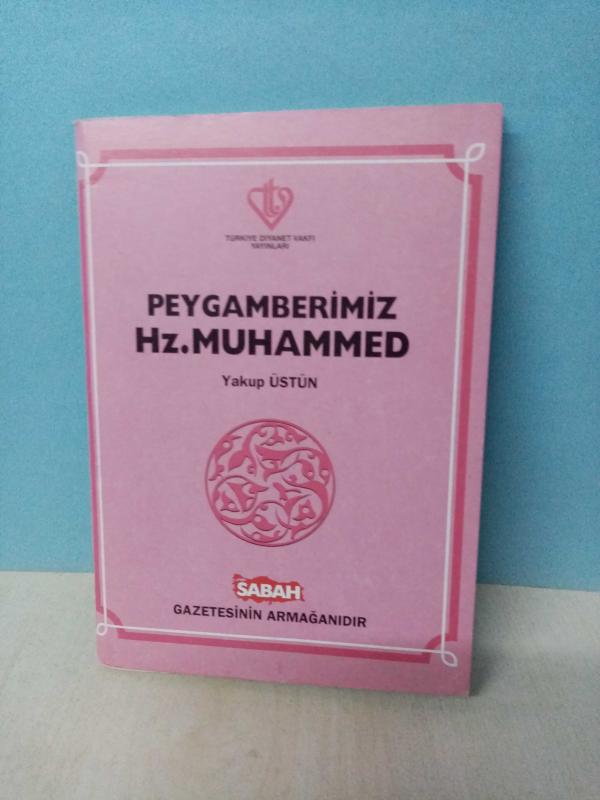 TÜRKİYE DİYANET VAKFI
YAYINLARI
PEYGAMBERİMİZ
Hz.MUHAMMED
Yakup ÜSTÜN
SABAH
GAZETESİNİN ARMAĞANIDIR